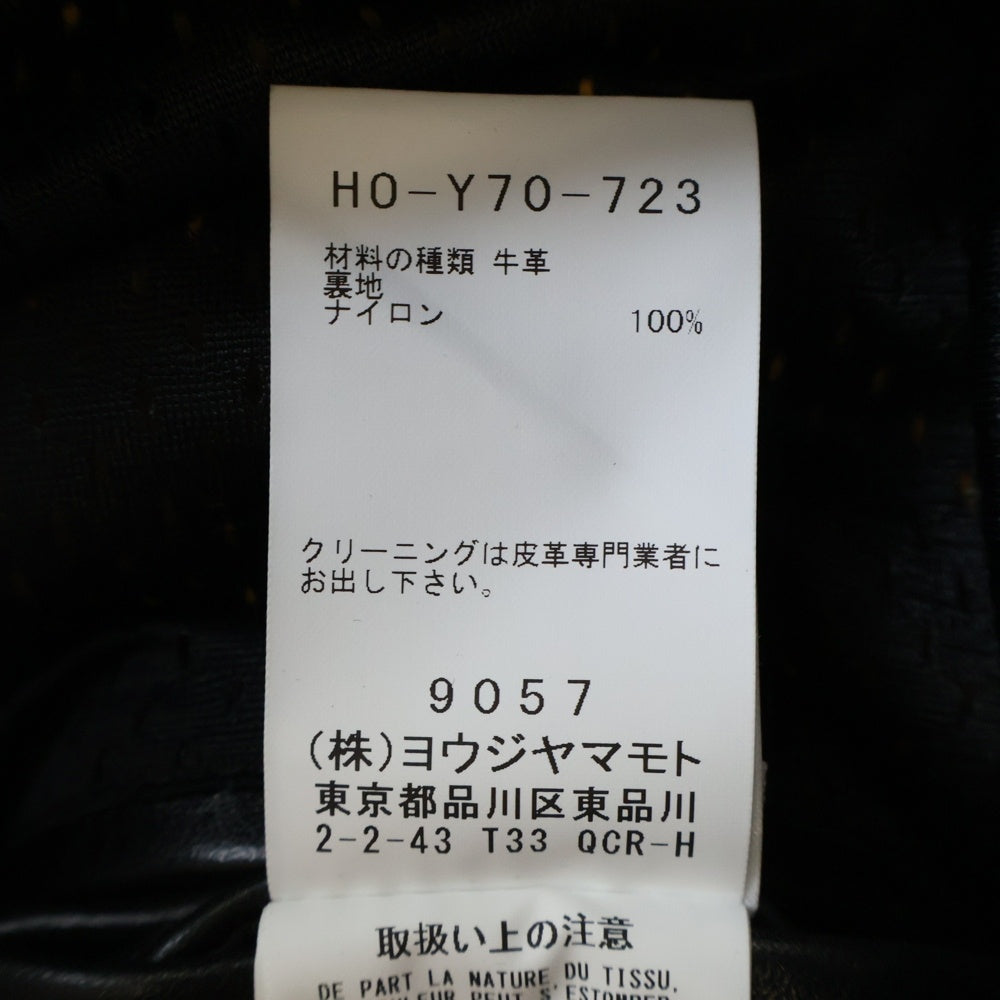 HO-Y70-723
材料の種類 牛革
裏地
ナイロン 100%
クリーニングは皮革専門業者に
お出し下さい。
9057
(株)ヨウジヤマモト
東京都品川区東品川
2-2-43 T33 QCR-H
取扱い上の注意
DE PART LA NATURE DU TISSU,
PEUT S'ESTOMPER